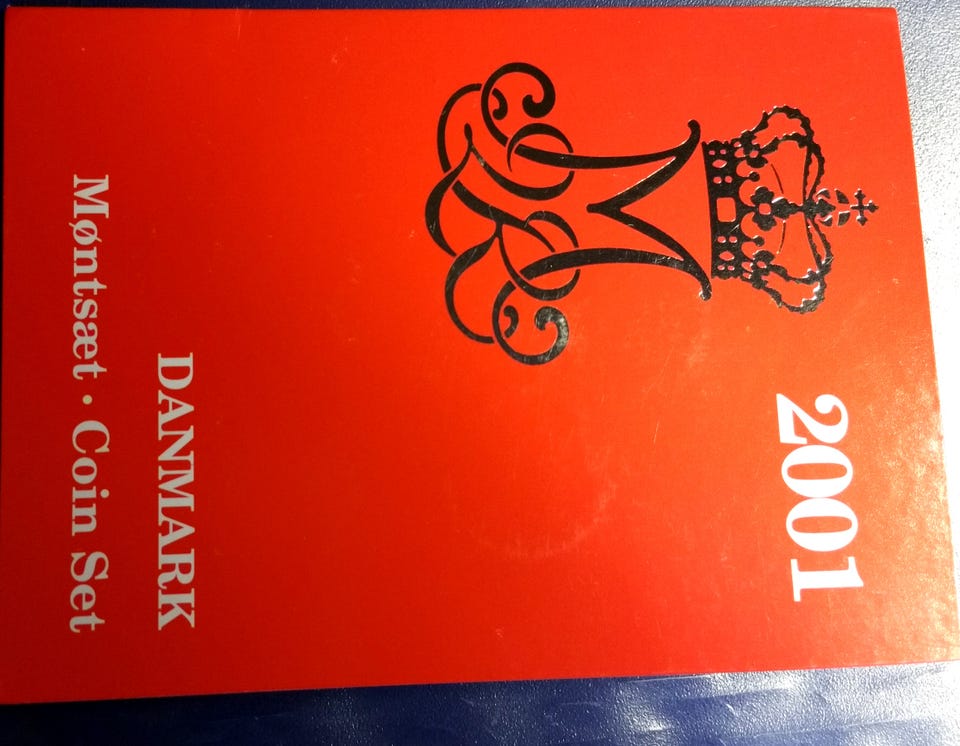 2001
DANMARK
Møntsæt • Coin Set